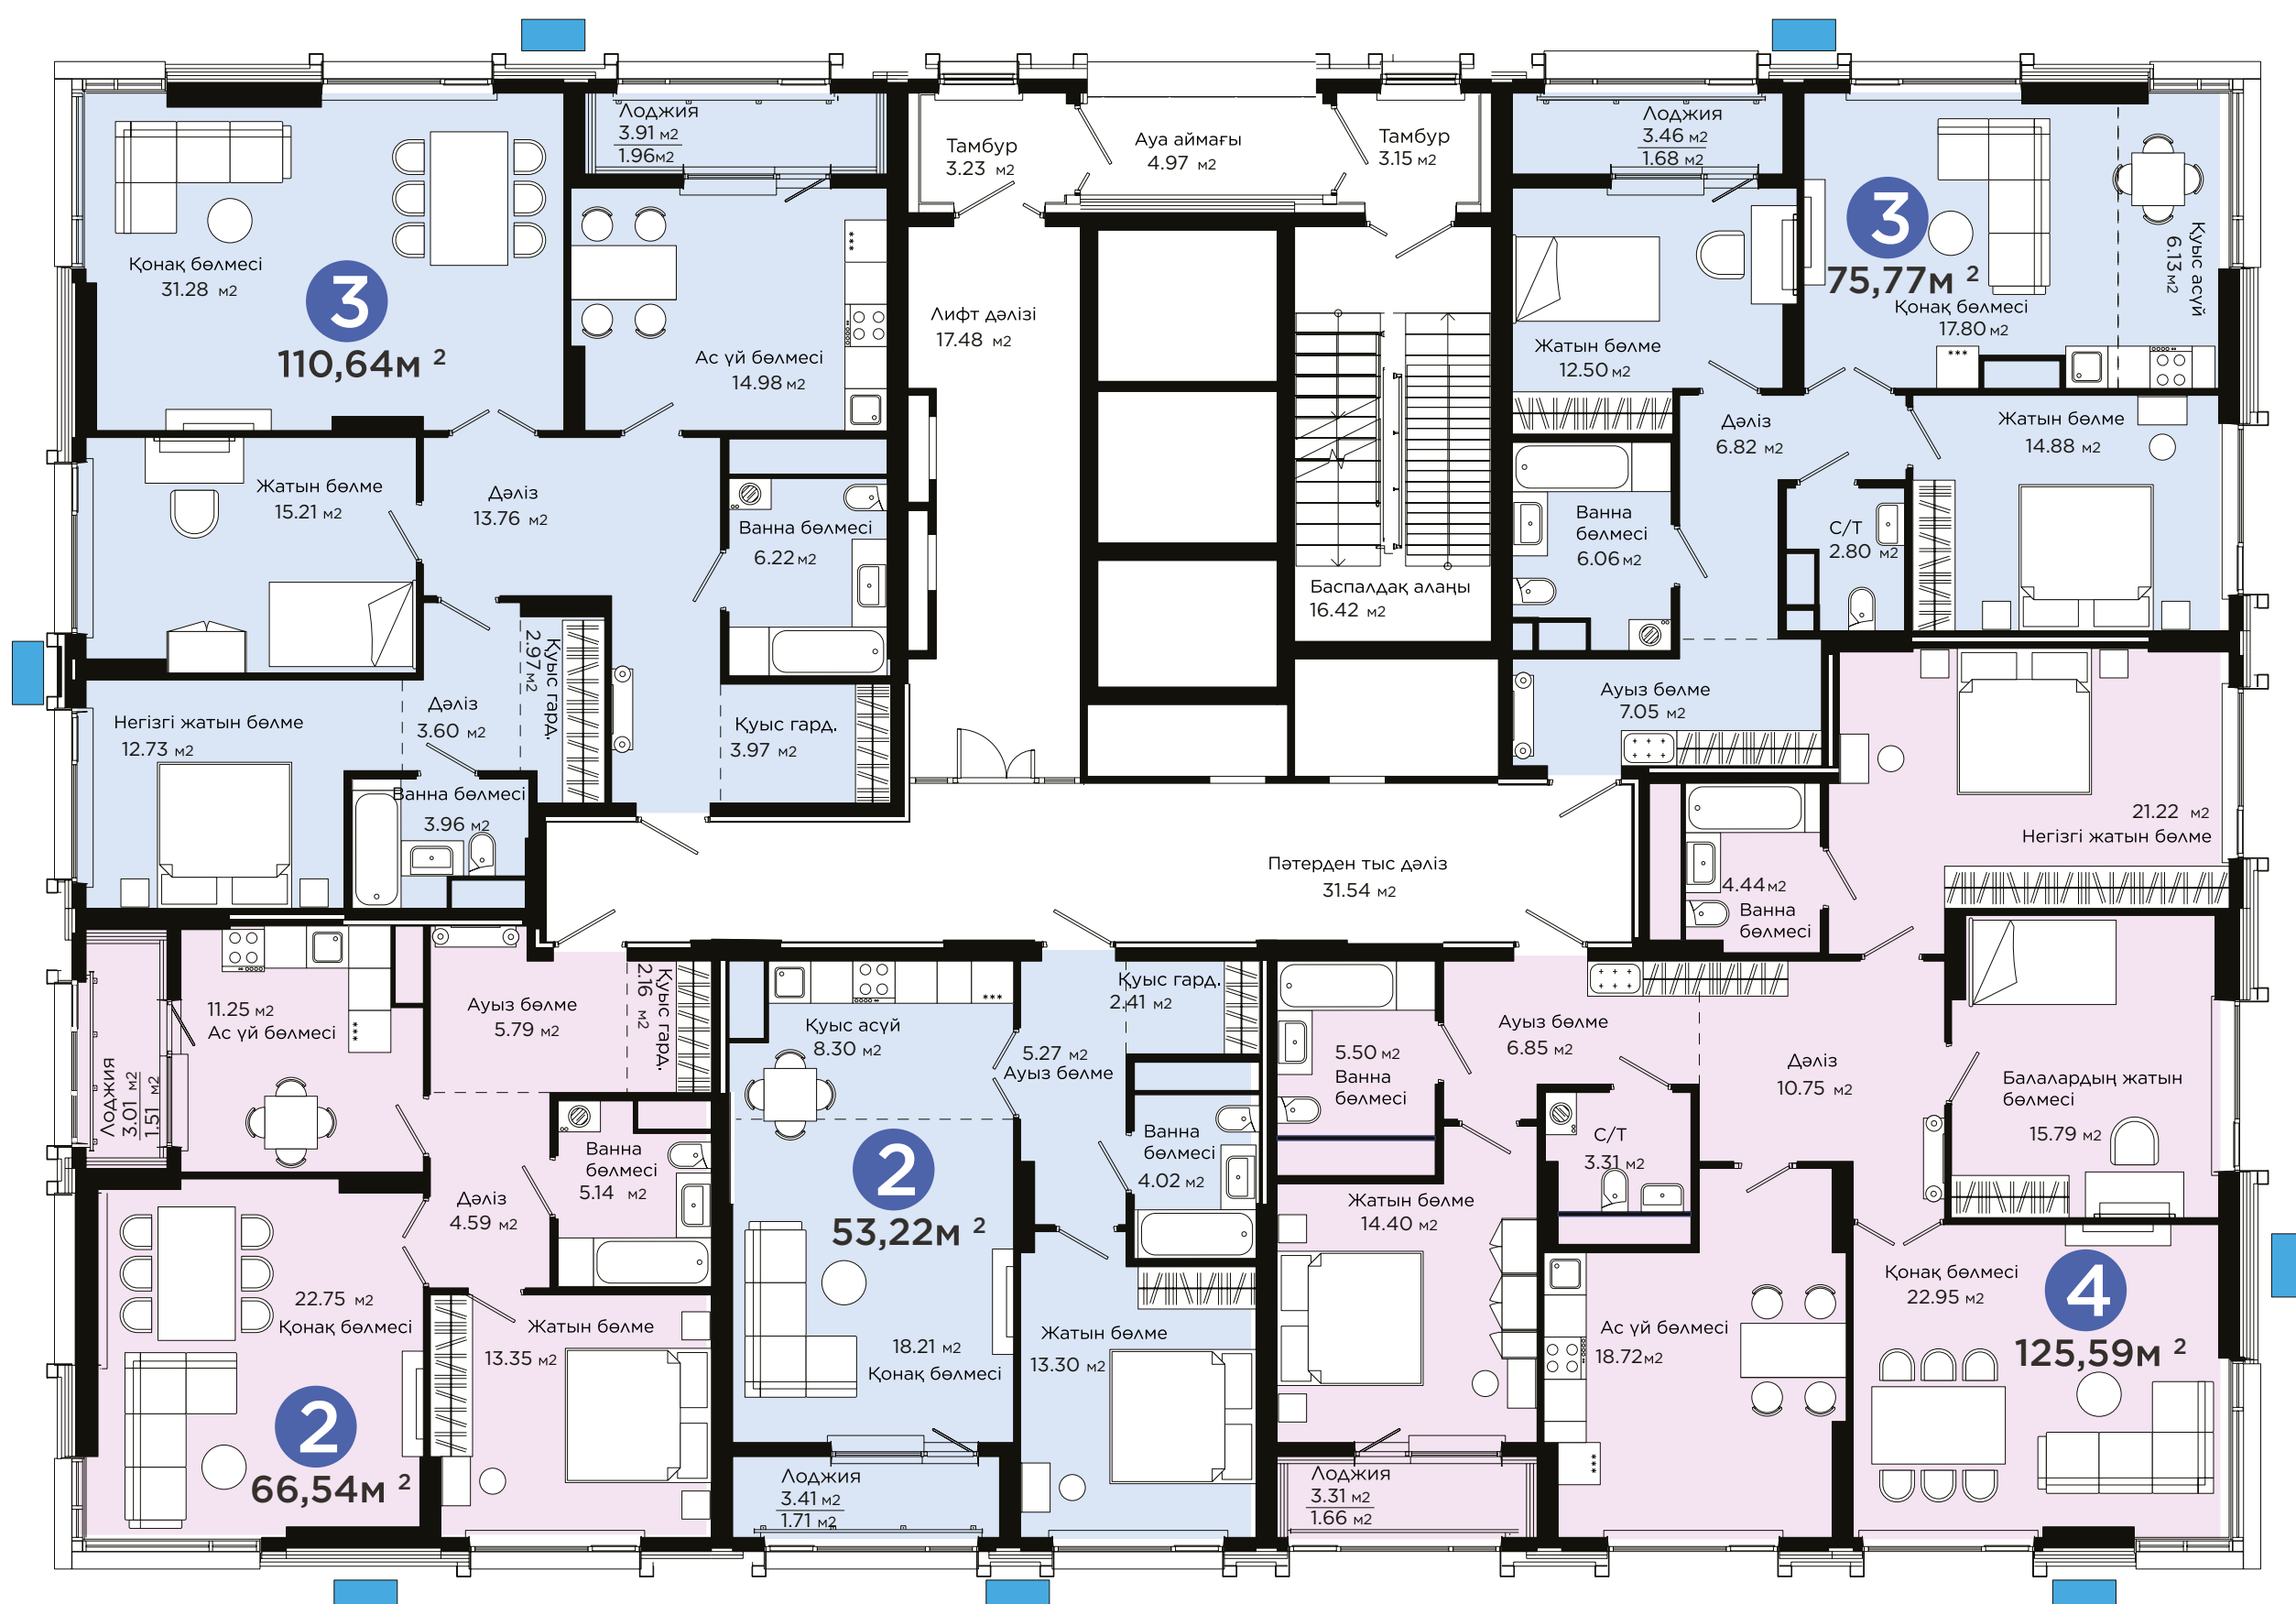 Лоджия
3.91 м2
1.96м2
Қонақ бөлмесі
31.28 м2
3
110,64м 2
Ас үй бөлмесі
14.98 м2
Жатын бөлме
15.21 м2
Дәліз
13.76 м2
Ванна бөлмесі
6.22 м2
Қуыс гард.
2.97м2
Негізгі жатын бөлме
12.73 м2
Дәліз
3.60 м2
Қуыс гард.
3.97 м2
Ванна бөлмесі
3.96 м2
Тамбур
3.23 м2
Ауа аймағы
4.97 м2
Тамбур
3.15 м2
Лифт дәлізі
17.48 м2
Баспалдақ алаңы
16.42 м2
Пәтерден тыс дәліз
31.54 м2
Лоджия
3.46 м2
1.68 м2
3
75,77м 2
Қонақ бөлмесі
17.80 м2
Қуыс асүй
6.13м2
Жатын бөлме
12.50 м2
Дәліз
6.82 м2
Жатын бөлме
14.88 м2
Ванна
бөлмесі
6.06м2
С/Т
2.80 м2
Ауыз бөлме
7.05 м2
21.22 м2
Негізгі жатын бөлме
4.44м2
Ванна
бөлмесі
Ауыз бөлме
6.85 м2
5.50 м2
Ванна
бөлмесі
Дәліз
10.75 м2
Балалардың жатын
бөлмесі
15.79 м2
С/Т
3.31 м2
Жатын бөлме
14.40 м2
Ас үй бөлмесі
18.72м2
Қонақ бөлмесі
22.95 м2
4
125,59м 2
Лоджия
3.31 м2
1.66 м2
11.25 м2
Ас үй бөлмесі
Ауыз бөлме
5.79 м2
Қуыс гард.
2.16 м2
Лоджия
3.01 м2
1.51 м2
Ванна
бөлмесі
5.14 м2
Дәліз
4.59 м2
22.75 м2
Қонақ бөлмесі
Жатын бөлме
13.35 м2
2
66,54м 2
Қуыс асүй
8.30 м2
Қуыс гард.
2.41 м2
5.27 м2
Ауыз бөлме
Ванна
бөлмесі
4.02 м2
2
53,22м 2
18.21 м2
Қонақ бөлмесі
Жатын бөлме
13.30 м2
Лоджия
3.41 м2
1.71 м2